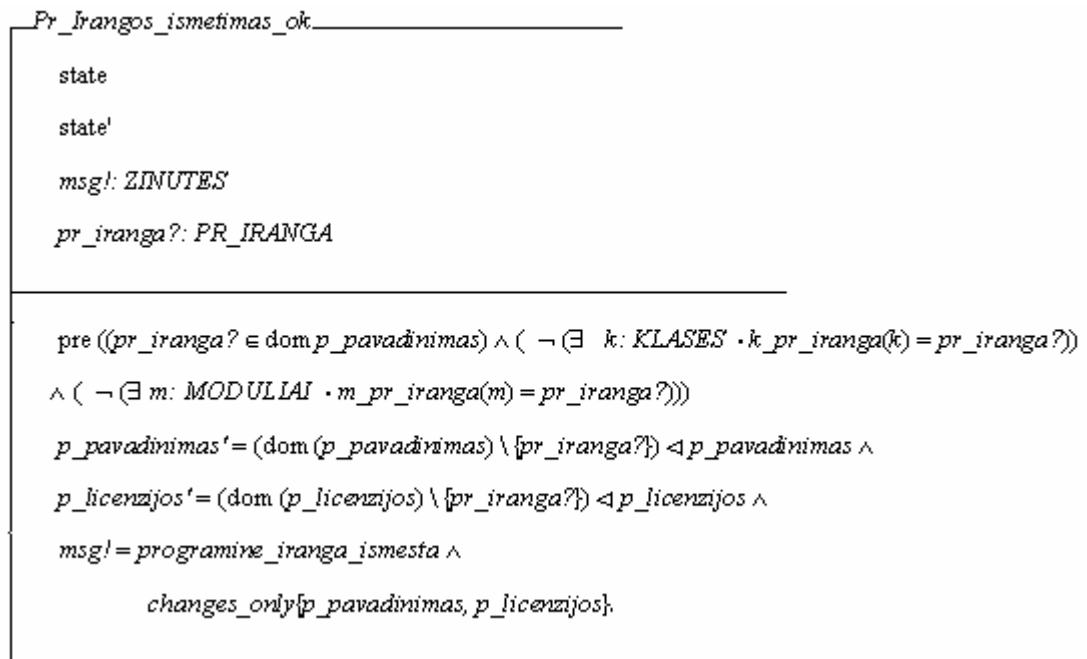 Pr_Irangos_ismetimas_ok
state
state'
msg!: ZINUTES
pr_iranga?: PR_IRANGA
pre ((pr_iranga? ∈ dom p_pavadinimas) ∧ ( ¬ (∃ k: KLASES · k_pr_iranga(k) = pr_iranga?))
∧ ( ¬ (∃ m: MODULIAI · m_pr_iranga(m) = pr_iranga?)))
p_pavadinimas' = (dom (p_pavadinimas) \ {pr_iranga?}) ◁ p_pavadinimas ∧
p_licenzijos' = (dom (p_licenzijos) \ {pr_iranga?}) ◁ p_licenzijos ∧
msg! = programine_iranga_ismesta ∧
changes_only{p_pavadinimas, p_licenzijos}.